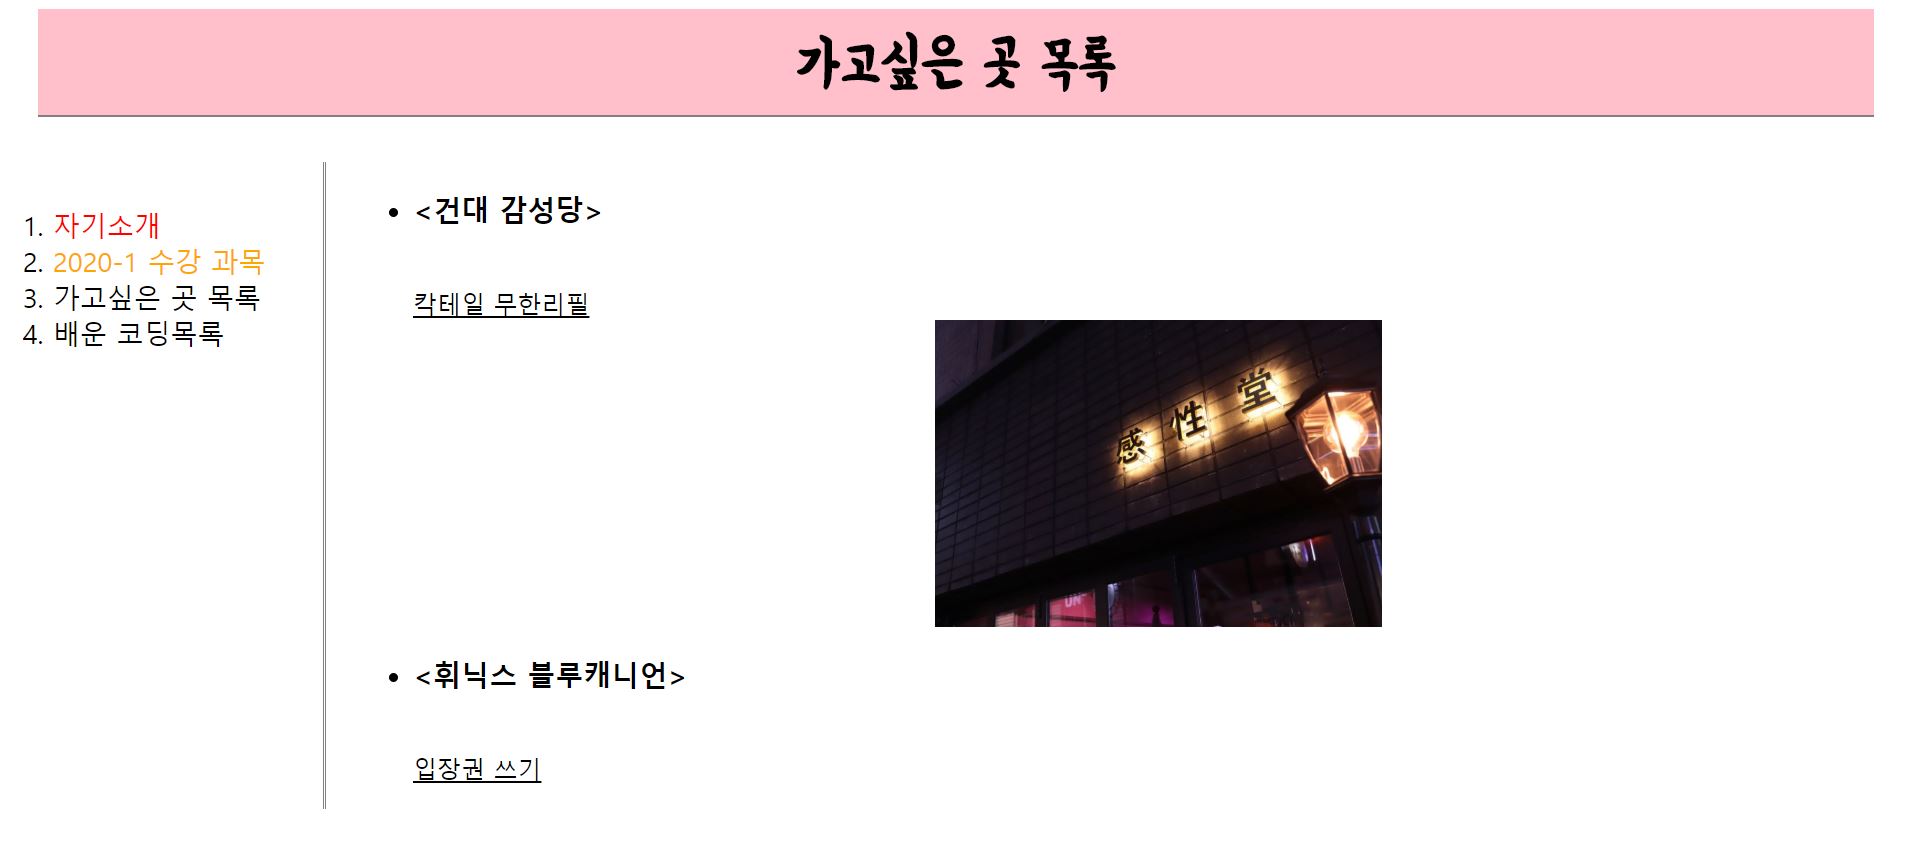 가고싶은 곳 목록
1. 자기소개
2. 2020-1 수강 과목
3. 가고싶은 곳 목록
4. 배운 코딩목록
• <건대 감성당>
칵테일 무한리필
感 性 堂
UN
• <휘닉스 블루캐니언>
입장권 쓰기